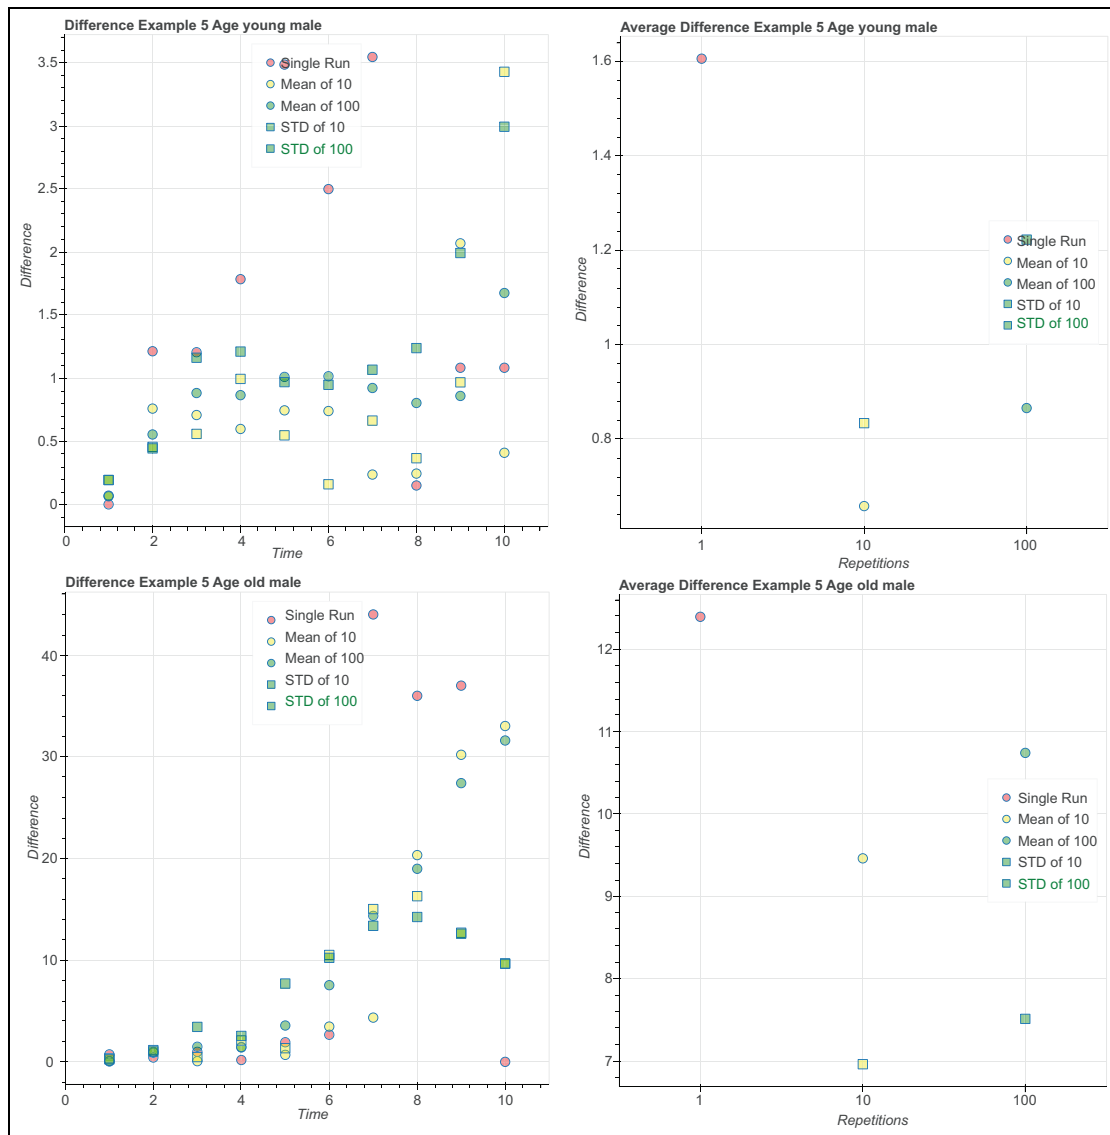 Difference Example 5 Age young male
3.5
3
2.5
2
1.5
1
0.5
0
Difference
Single Run
Mean of 10
Mean of 100
STD of 10
STD of 100
0
2
4
6
8
10
Time
Average Difference Example 5 Age young male
1.6
1.4
1.2
1
0.8
Difference
Single Run
Mean of 10
Mean of 100
STD of 10
STD of 100
1
10
100
Repetitions
Difference Example 5 Age old male
40
30
20
10
0
Difference
Single Run
Mean of 10
Mean of 100
STD of 10
STD of 100
0
2
4
6
8
10
Time
Average Difference Example 5 Age old male
12
11
10
9
8
7
Difference
Single Run
Mean of 10
Mean of 100
STD of 10
STD of 100
1
10
100
Repetitions